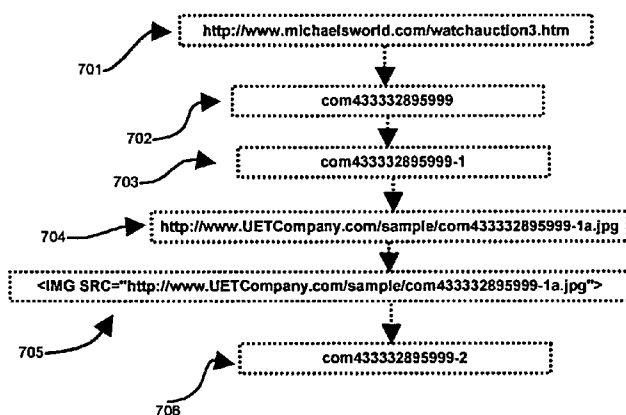 http://www.michaelsworld.com/watchauction3.htm
701
com433332895999
702
com433332895999-1
703
http://www.UETCompany.com/sample/com433332895999-1a.jpg
704
<IMG SRC="http://www.UETCompany.com/sample/com433332895999-1a.jpg">
705
com433332895999-2
706